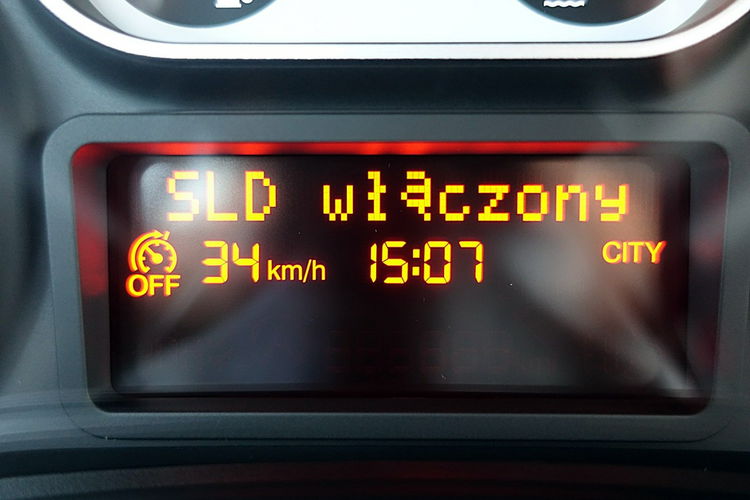 SLD włączony
OFF 34 km/h 15:07 CITY